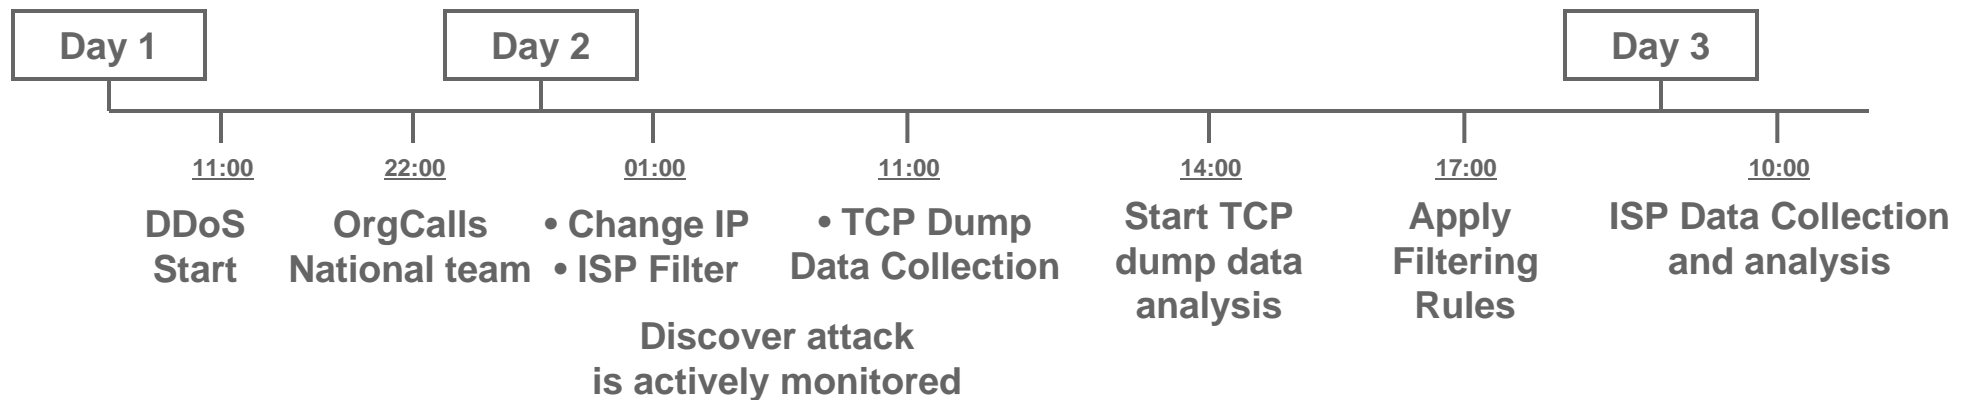 Day 1
Day 2
Day 3
11:00
22:00
01:00
11:00
14:00
17:00
10:00
DDoS
Start
OrgCalls
National team
• Change IP
• ISP Filter
• TCP Dump
Data Collection
Start TCP
dump data
analysis
Apply
Filtering
Rules
ISP Data Collection
and analysis
Discover attack
is actively monitored